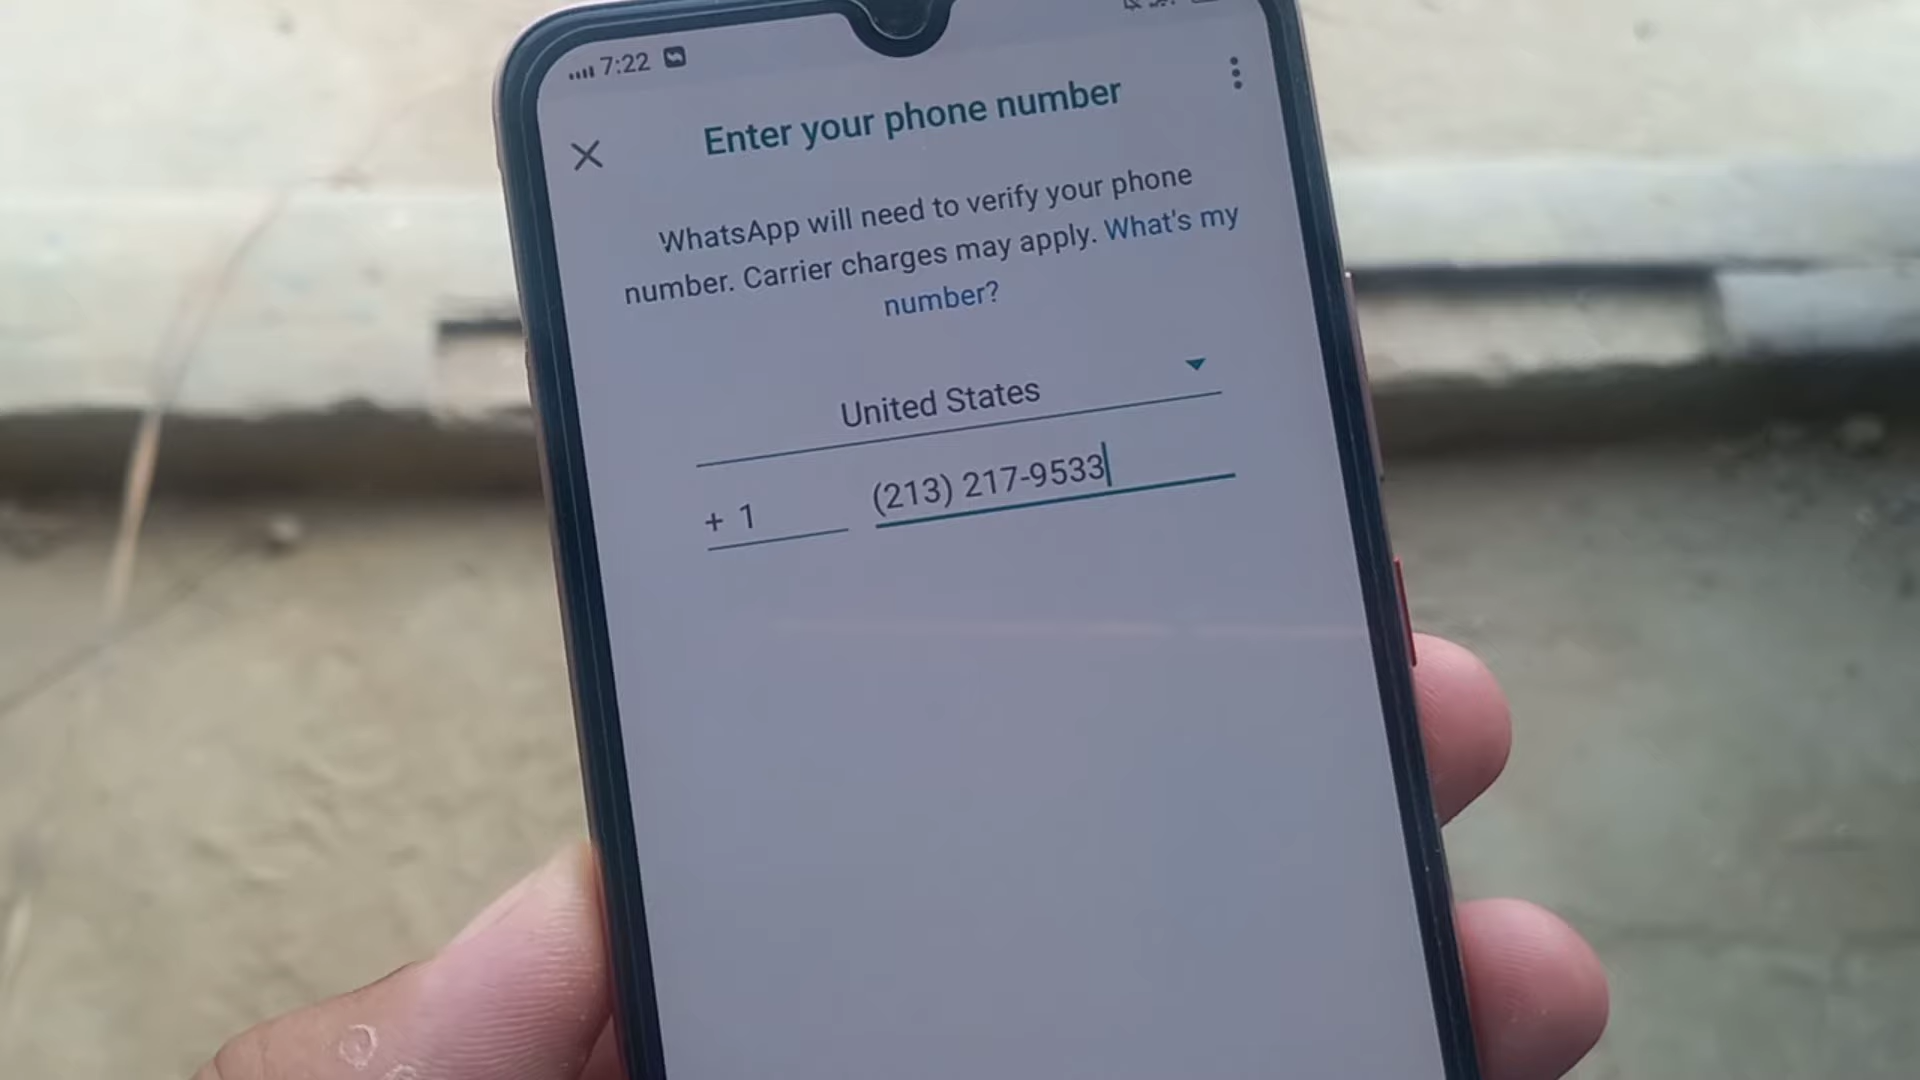 7:22
Enter your phone number
WhatsApp will need to verify your phone
number. Carrier charges may apply. What's my
number?
United States
+ 1 (213) 217-9533